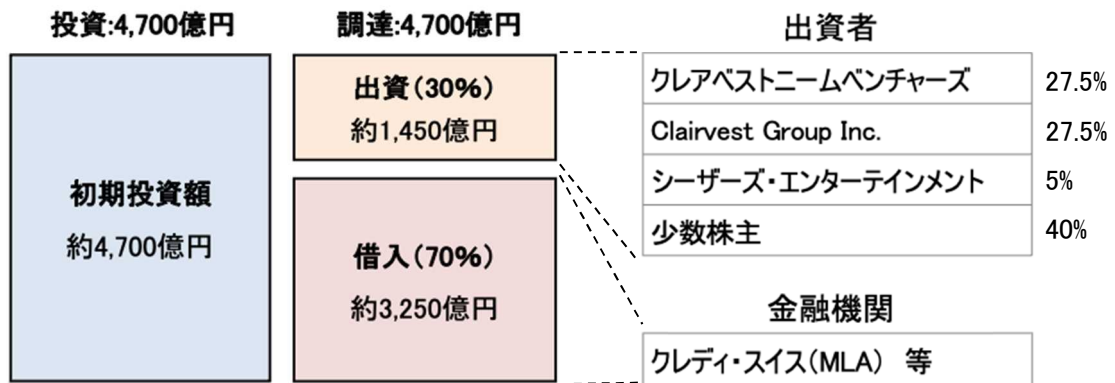 投資:4,700億円
初期投資額
約4,700億円
調達:4,700億円
出資(30%)
約1,450億円
借入(70%)
約3,250億円
出資者
クレアベストニームベンチャーズ 27.5%
Clairvest Group Inc. 27.5%
シーザーズ・エンターテインメント 5%
少数株主 40%
金融機関
クレディ・スイス(MLA) 等